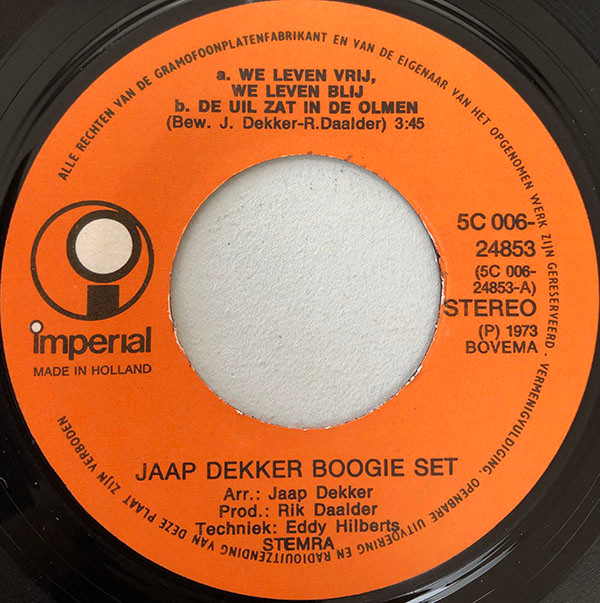 ALLE RECHTEN VAN DE GRAMOFOONPLATENFABRIKANT EN VAN DE EIGENAAR VAN HET OPGENOMEN WERK ZIJN GERESERVEERD - VERMENIGVULDIGING, OPENBARE UITVOERING EN RADIOUITZENDING VAN DEZE PLAAT ZIJN VERBODEN
a. WE LEVEN VRIJ,
WE LEVEN BLIJ
b. DE UIL ZAT IN DE OLMEN
(Bew. J. Dekker-R.Daalder) 3:45
imperial
MADE IN HOLLAND
5C 006-
24853
(5C 006-
24853-A)
STEREO
(P) 1973
BOVEMA
JAAP DEKKER BOOGIE SET
Arr.: Jaap Dekker
Prod.: Rik Daalder
Techniek: Eddy Hilberts
STEMRA